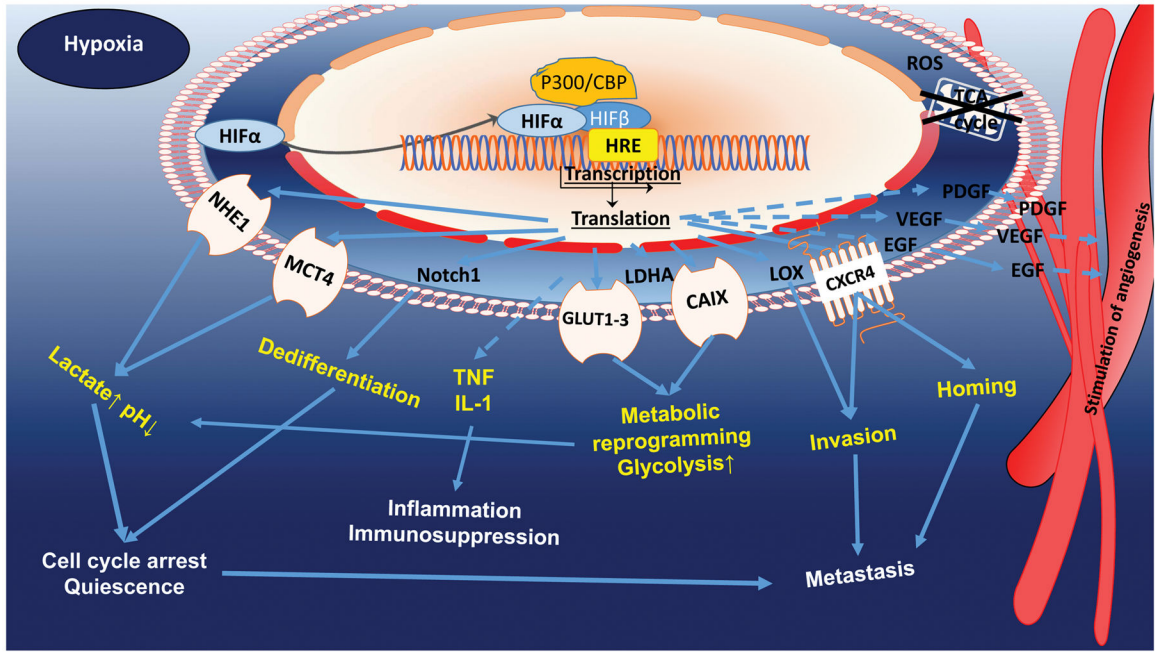 Hypoxia
ROS
TCA
cycle
P300/CBP
HIFα
HIFα
HIFβ
HRE
Transcription
Translation
NHE1
MCT4
Notch1
GLUT1-3
LDHA
CAIX
LOX
CXCR4
PDGF
VEGF
EGF
PDGF
VEGF
EGF
Stimulation of angiogenesis
Lactate↑pH↓
Dedifferentiation
TNF
IL-1
Metabolic
reprogramming
Glycolysis↑
Invasion
Homing
Inflammation
Immunosuppression
Cell cycle arrest
Quiescence
Metastasis